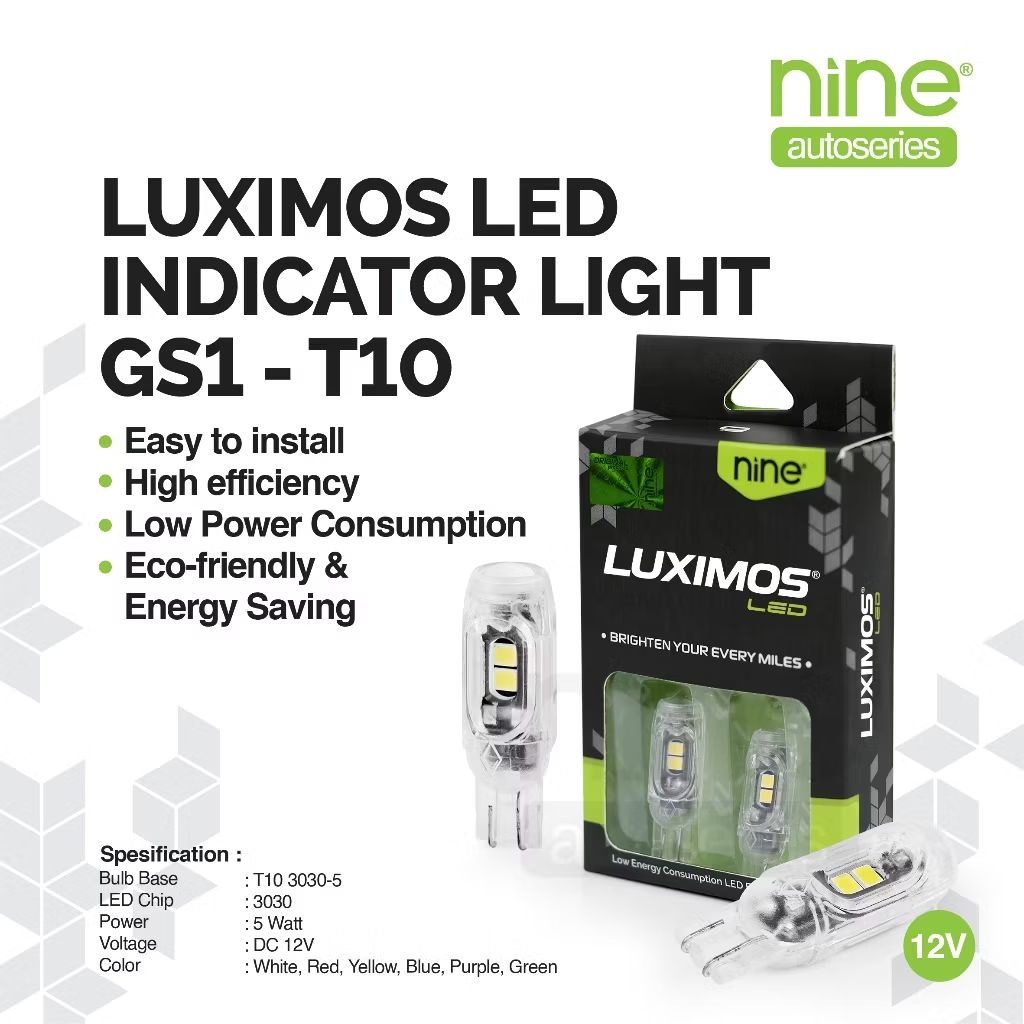 nine®
autoseries
LUXIMOS LED
INDICATOR LIGHT
GS1 - T10
• Easy to install
• High efficiency
• Low Power Consumption
• Eco-friendly &
Energy Saving
ORIGINAL
nine
nine®
LUXIMOS®
LED
• BRIGHTEN YOUR EVERY MILES •
LUXIMOS®
LED
Low Energy Consumption LED
Spesification :
Bulb Base : T10 3030-5
LED Chip : 3030
Power : 5 Watt
Voltage : DC 12V
Color : White, Red, Yellow, Blue, Purple, Green
12V